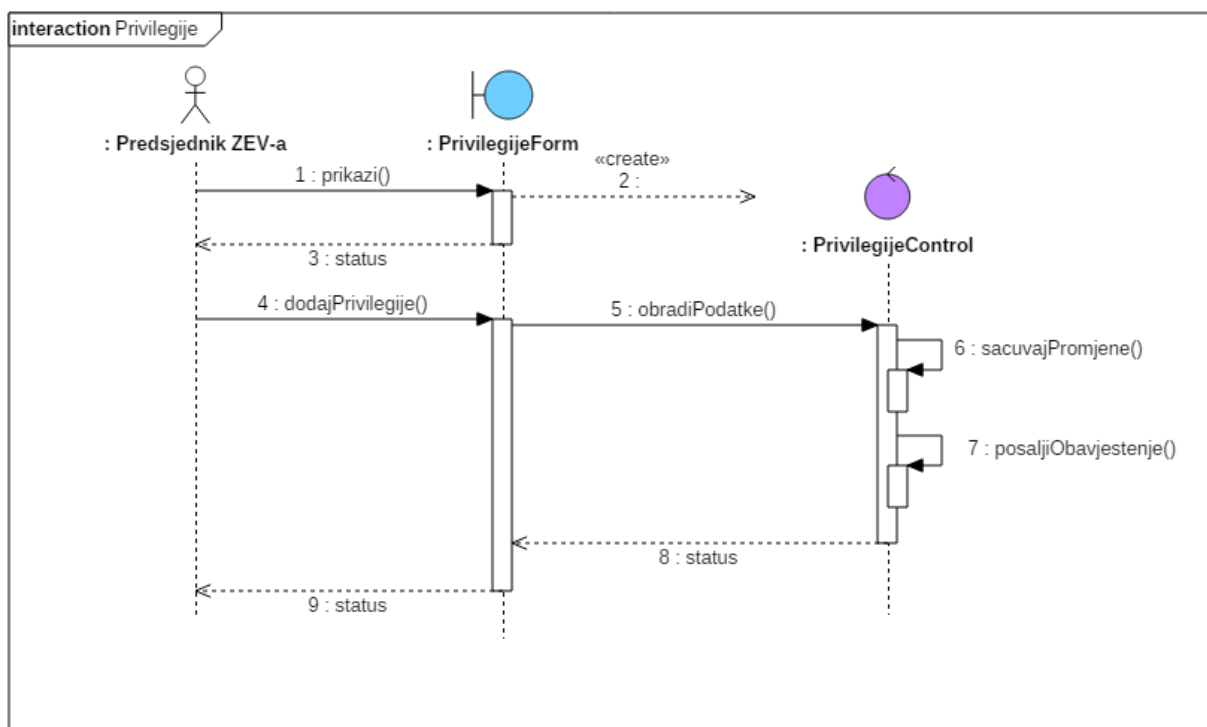 interaction Privilegije
: Predsjednik ZEV-a
: PrivilegijeForm
1 : prikazi()
«create»
2 :
: PrivilegijeControl
3 : status
4 : dodajPrivilegije()
5 : obradiPodatke()
6 : sacuvajPromjene()
7 : posaljiObavjestenje()
8 : status
9 : status